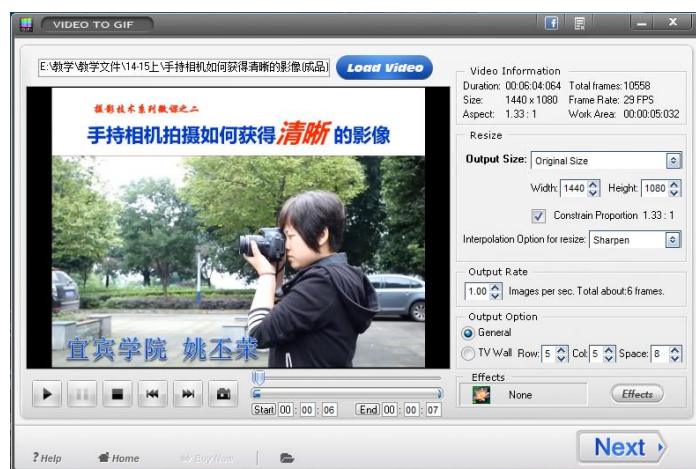 VIDEO TO GIF
E:\教学\教学文件\14-15上\手持相机如何获得清晰的影像(成品)
Load Video
摄影技术系列微课之二
手持相机拍摄如何获得清晰的影像
宜宾学院 姚丕荣
Start 00 : 00 : 06 End 00 : 00 : 07
Video Information
Duration: 00:06:04:064 Total frames: 10558
Size: 1440 x 1080 Frame Rate: 29 FPS
Aspect: 1.33 : 1 Work Area: 00:00:05:032
Resize
Output Size: Original Size
Width: 1440 Height: 1080
Constrain Proportion 1.33 : 1
Interpolation Option for resize: Sharpen
Output Rate
1.00 Images per sec. Total about:6 frames.
Output Option
General
TV Wall Row: 5 Col: 5 Space: 8
Effects
None Effects
? Help Home Buy Now
Next